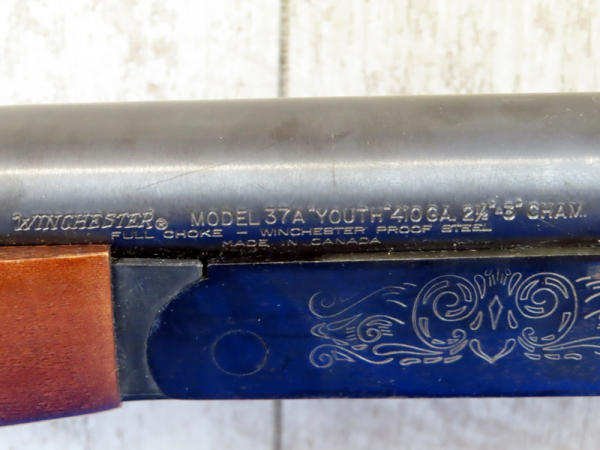 WINCHESTER® MODEL 37A "YOUTH" 410 GA. 2½"-3" CHAM.
FULL CHOKE — WINCHESTER PROOF STEEL
MADE IN CANADA